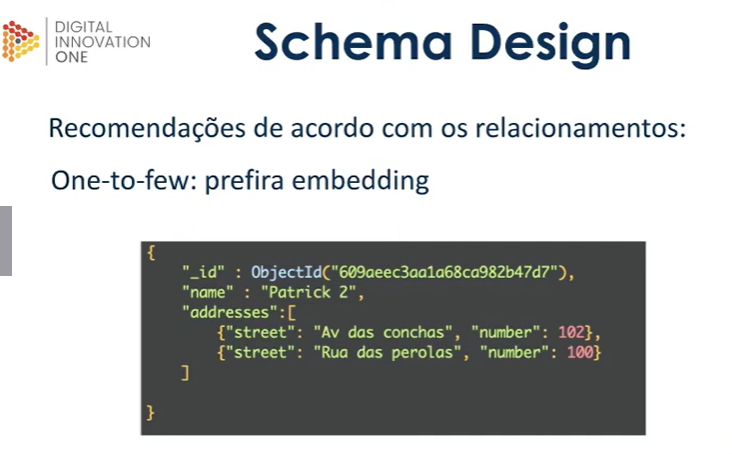 DIGITAL
INNOVATION
ONE
Schema Design
Recomendações de acordo com os relacionamentos:
One-to-few: prefira embedding
{
"_id" : ObjectId("609aeec3aa1a68ca982b47d7"),
"name" : "Patrick 2",
"addresses":[
{"street": "Av das conchas", "number": 102},
{"street": "Rua das perolas", "number": 100}
]
}